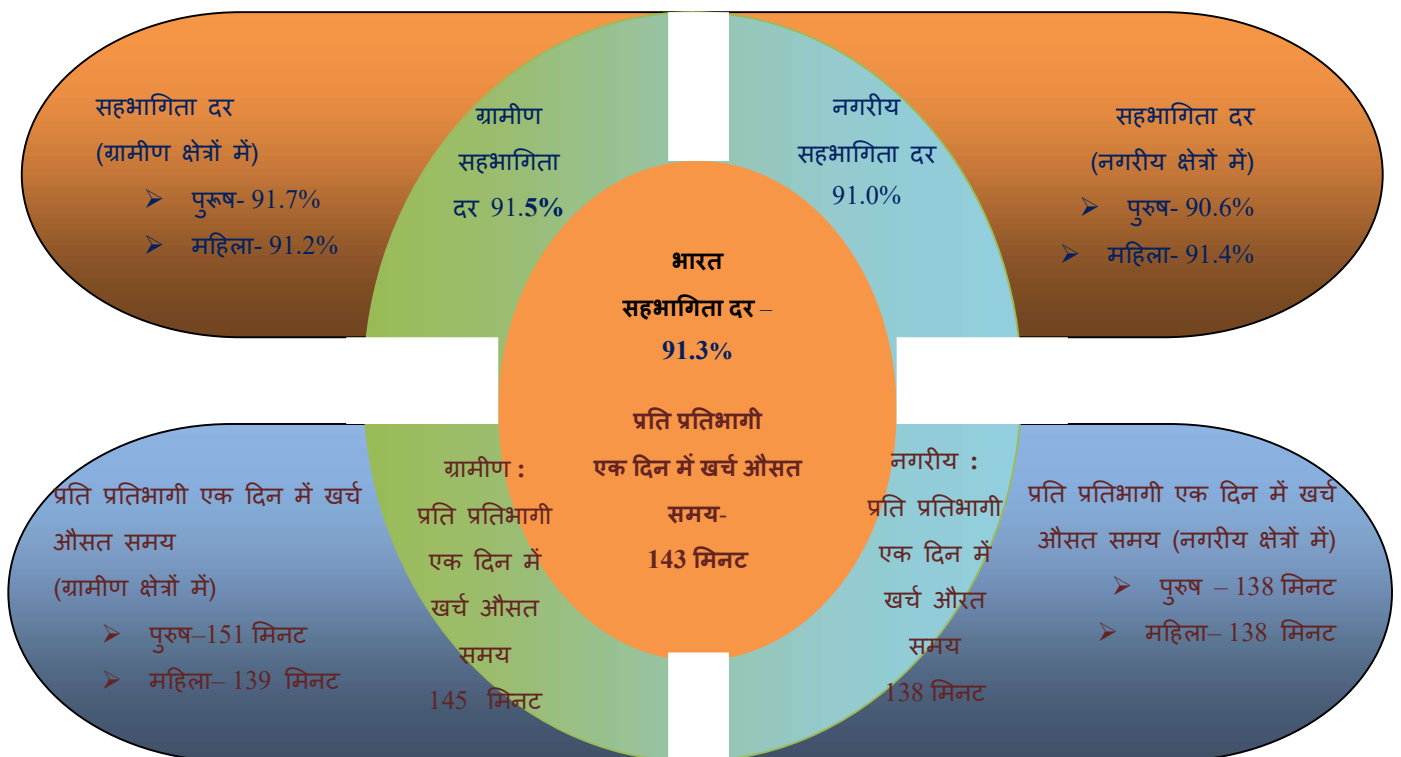 सहभागिता दर
(ग्रामीण क्षेत्रों में)
➢ पुरूष- 91.7%
➢ महिला- 91.2%
ग्रामीण
सहभागिता
दर 91.5%
नगरीय
सहभागिता दर
91.0%
सहभागिता दर
(नगरीय क्षेत्रों में)
➢ पुरुष- 90.6%
➢ महिला- 91.4%
भारत
सहभागिता दर –
91.3%
प्रति प्रतिभागी
एक दिन में खर्च औसत
समय-
143 मिनट
प्रति प्रतिभागी एक दिन में खर्च
औसत समय
(ग्रामीण क्षेत्रों में)
➢ पुरुष–151 मिनट
➢ महिला– 139 मिनट
ग्रामीण :
प्रति प्रतिभागी
एक दिन में
खर्च औसत
समय
145 मिनट
नगरीय :
प्रति प्रतिभागी
एक दिन में
खर्च औरत
समय
138 मिनट
प्रति प्रतिभागी एक दिन में खर्च
औसत समय (नगरीय क्षेत्रों में)
➢ पुरुष – 138 मिनट
➢ महिला– 138 मिनट